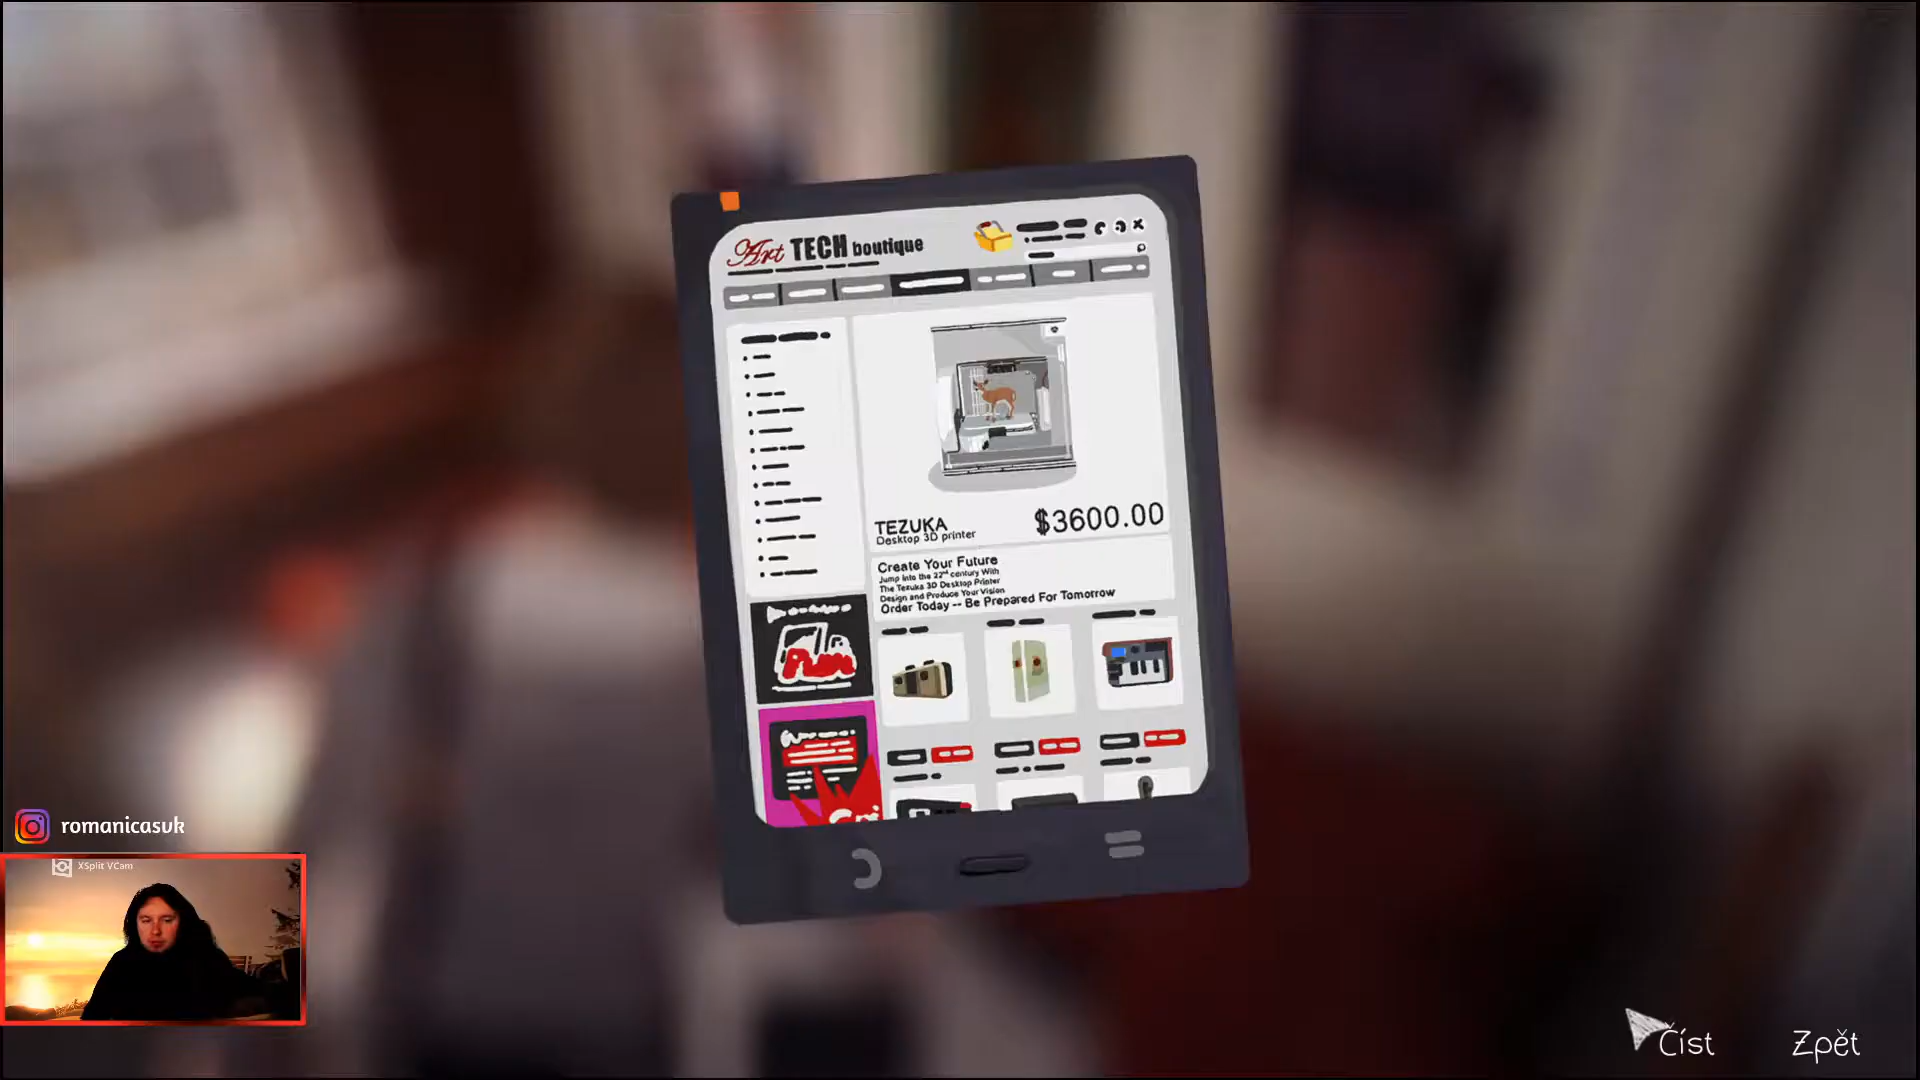 Art TECH boutique
TEZUKA
Desktop 3D printer
$3600.00
Create Your Future
Jump into the 22nd century With
The Tezuka 3D Desktop Printer
Design and Produce Your Vision
Order Today -- Be Prepared For Tomorrow
romanicasuk
XSplit VCam
Číst
Zpět